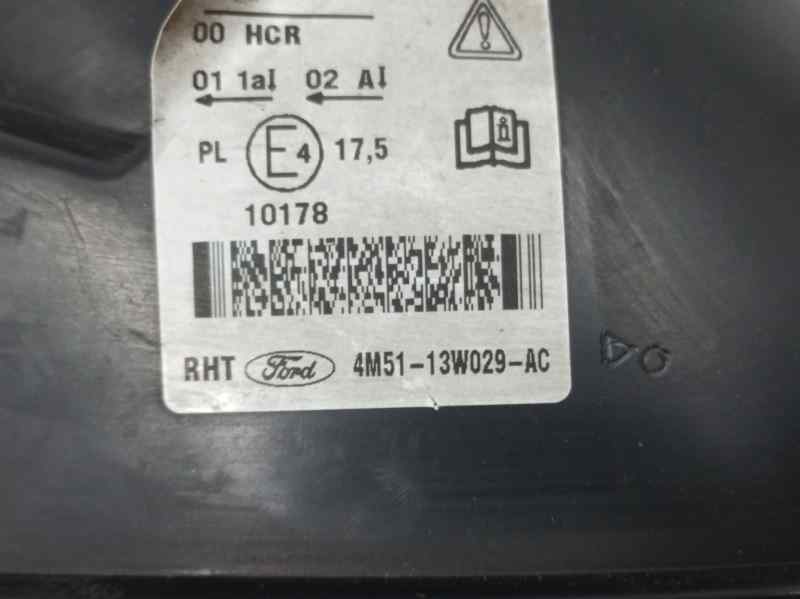 00 HCR
01 1a↓ 02 A↓
PL E4 17,5
10178
RHT Ford 4M51-13W029-AC